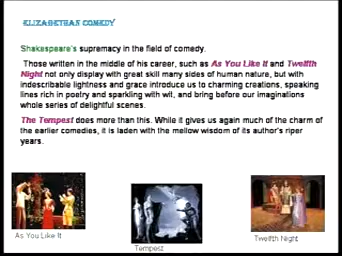 ELIZABETHAN COMEDY
Shakespeare's supremacy in the field of comedy.
Those written in the middle of his career, such as As You Like It and Twelfth
Night not only display with great skill many sides of human nature, but with
indescribable lightness and grace introduce us to charming creations, speaking
lines rich in poetry and sparkling with wit, and bring before our imaginations
whole series of delightful scenes.
The Tempest does more than this. While it gives us again much of the charm of
the earlier comedies, it is laden with the mellow wisdom of its author's riper
years.
As You Like It
Tempest
Twelfth Night